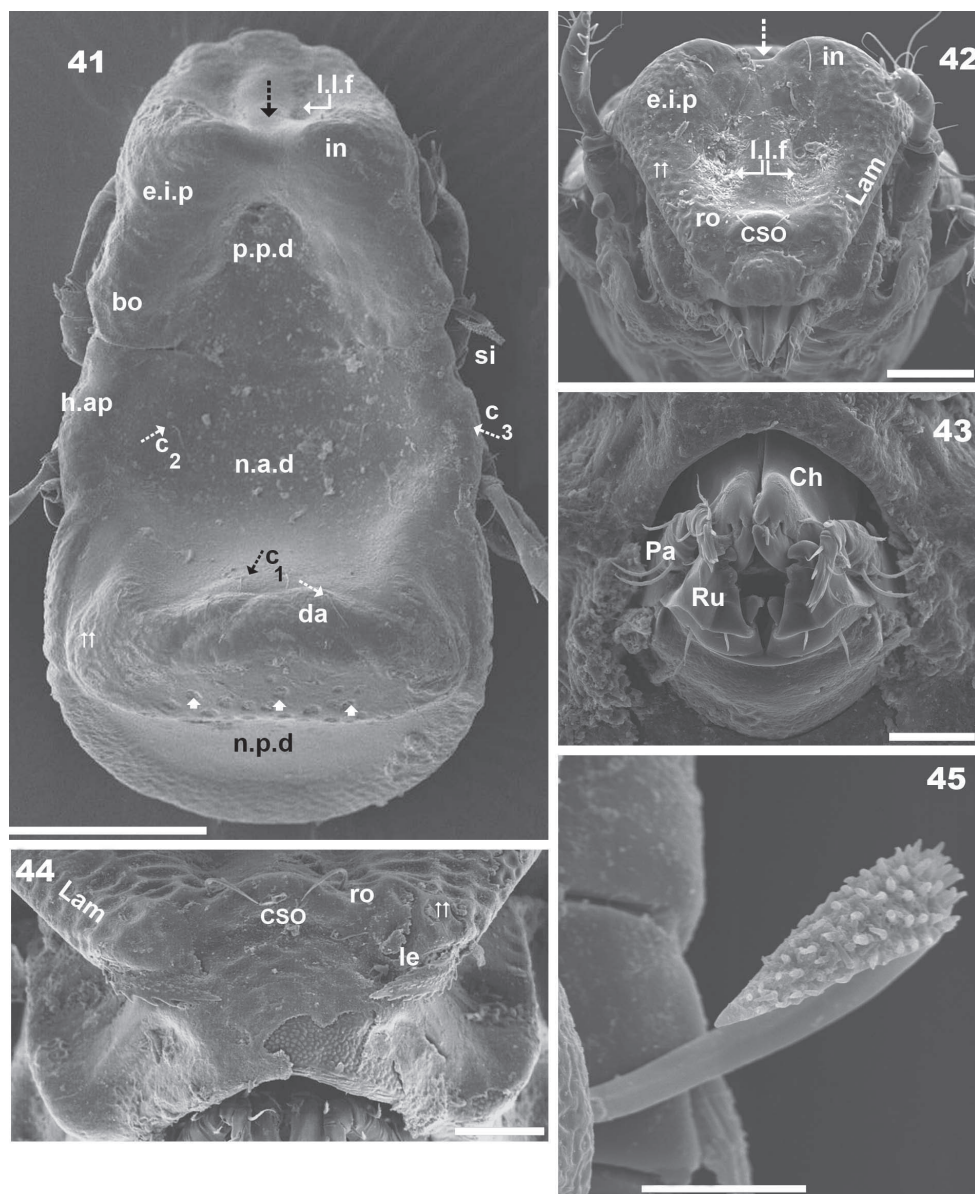 41
l.l.f
in
e.i.p
p.p.d
bo
si
h.ap
c
3
c
2
n.a.d
c
1
da
n.p.d
42
in
e.i.p
l.l.f
Lam
ro
CSO
43
Ch
Pa
Ru
44
Lam
ro
CSO
le
45